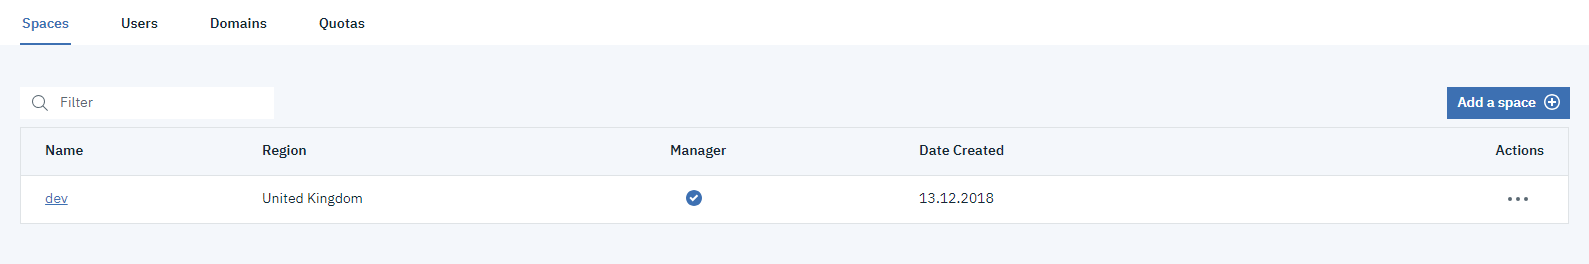 Spaces Users Domains Quotas
Filter Add a space
Name Region Manager Date Created Actions
dev United Kingdom 13.12.2018